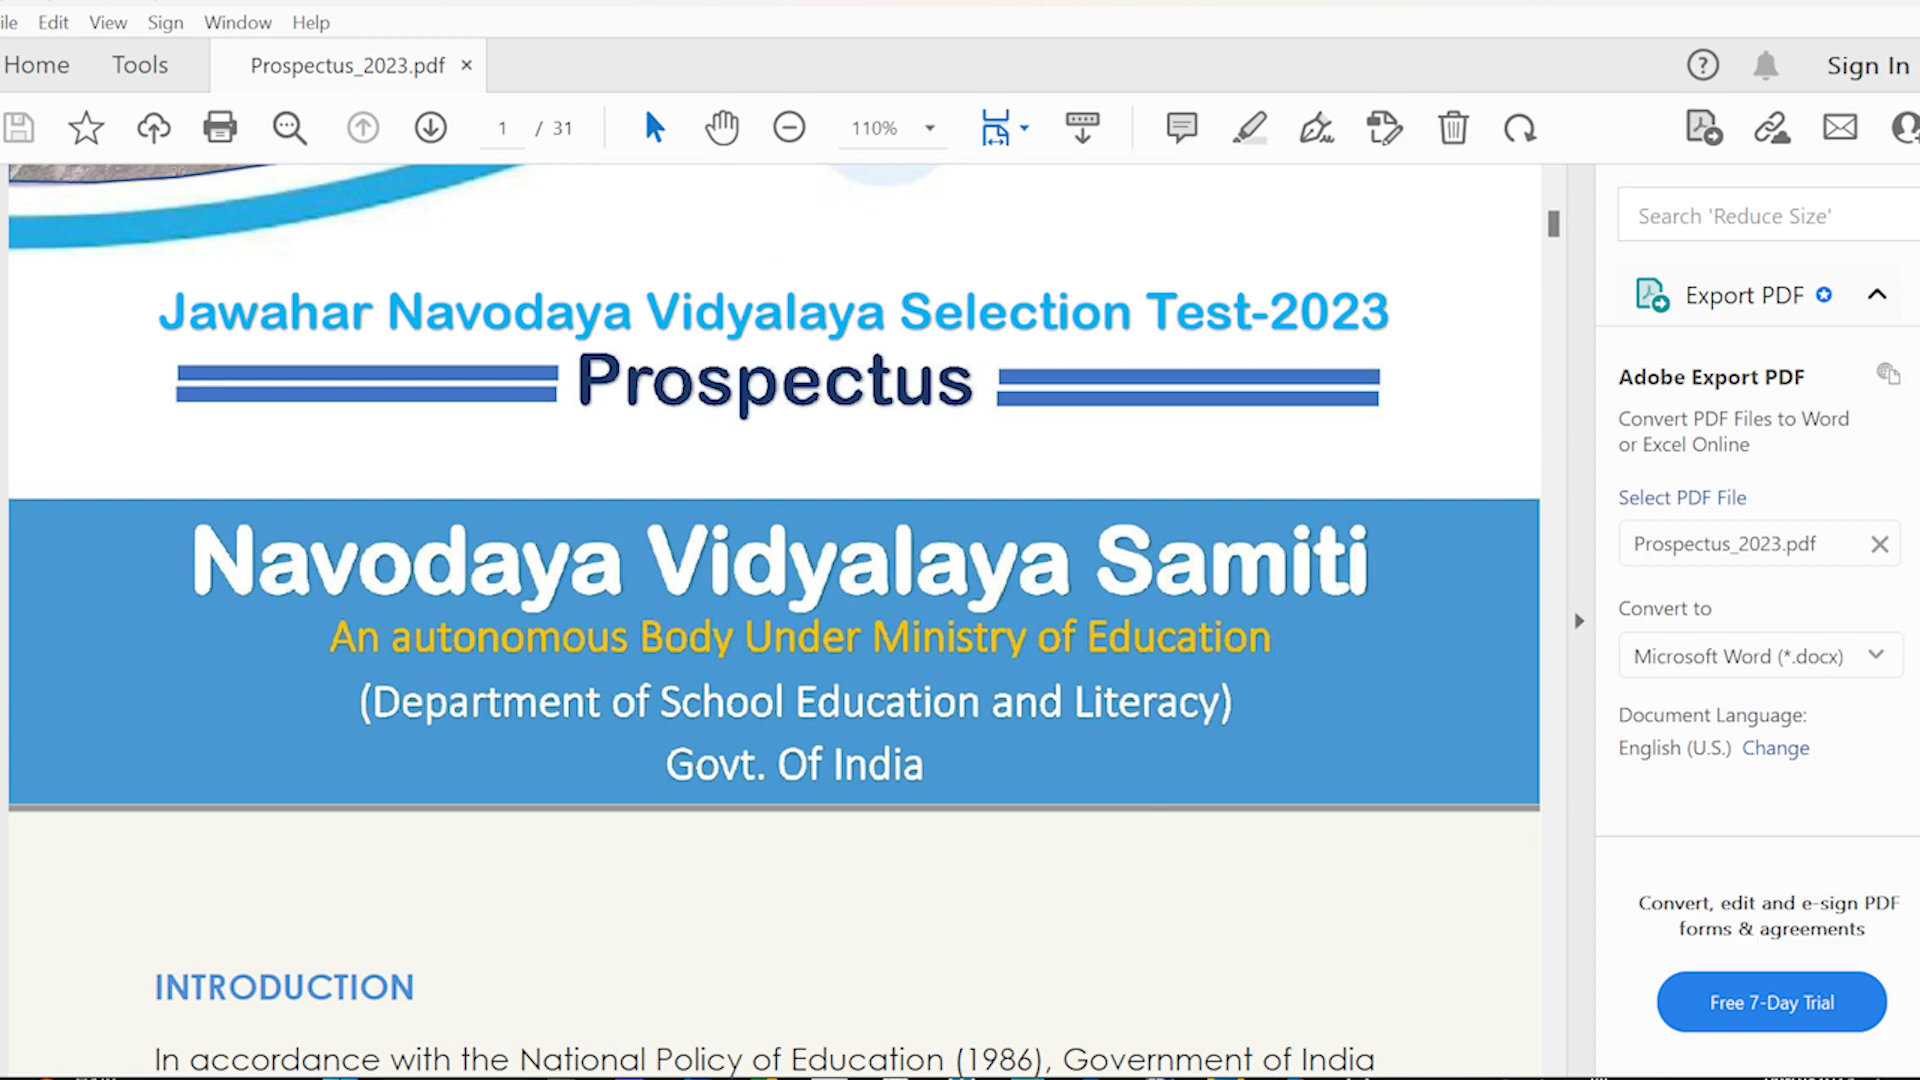 ile Edit View Sign Window Help
Home Tools Prospectus_2023.pdf × Sign In
1 / 31 110%
Search 'Reduce Size'
Jawahar Navodaya Vidyalaya Selection Test-2023
Prospectus
Navodaya Vidyalaya Samiti
An autonomous Body Under Ministry of Education
(Department of School Education and Literacy)
Govt. Of India
INTRODUCTION
In accordance with the National Policy of Education (1986), Government of India
Export PDF
Adobe Export PDF
Convert PDF Files to Word
or Excel Online
Select PDF File
Prospectus_2023.pdf
Convert to
Microsoft Word (*.docx)
Document Language:
English (U.S.) Change
Convert, edit and e-sign PDF
forms & agreements
Free 7-Day Trial